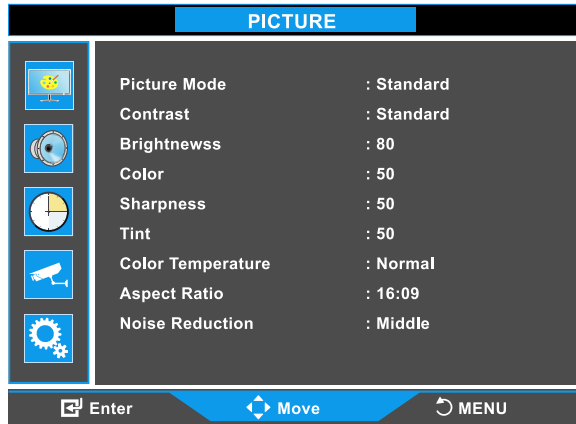 PICTURE
Picture Mode : Standard
Contrast : Standard
Brightnewss : 80
Color : 50
Sharpness : 50
Tint : 50
Color Temperature : Normal
Aspect Ratio : 16:09
Noise Reduction : Middle
Enter Move MENU